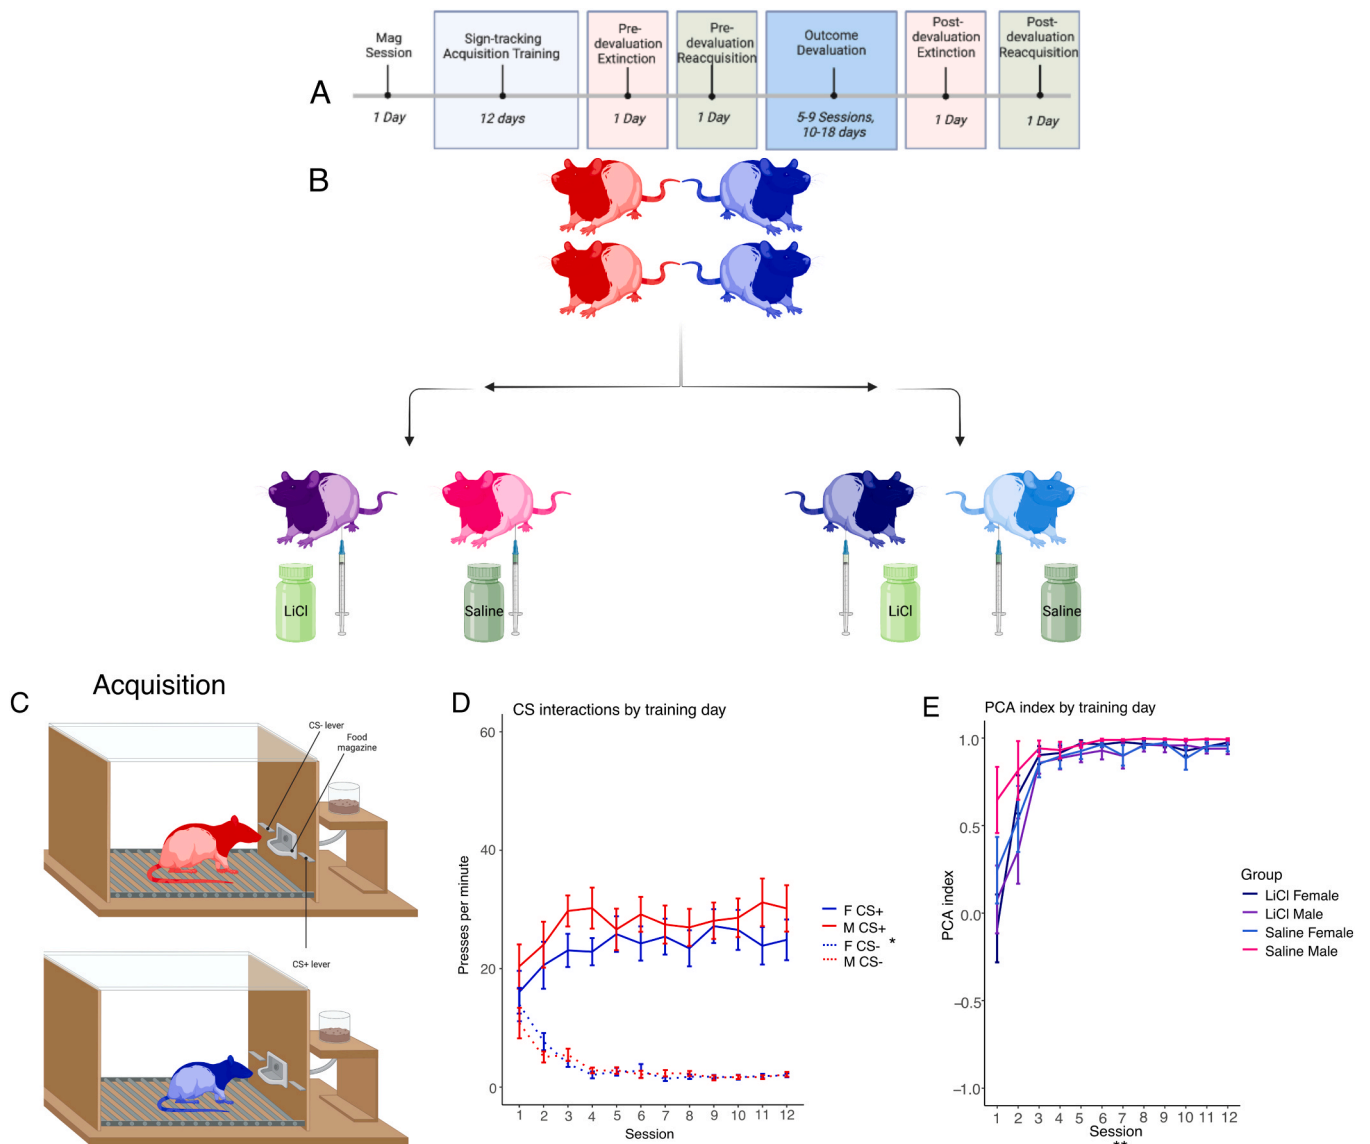 A
Mag
Session
1 Day
Sign-tracking
Acquisition Training
12 days
Pre-
devaluation
Extinction
1 Day
Pre-
devaluation
Reacquisition
1 Day
Outcome
Devaluation
5-9 Sessions,
10-18 days
Post-
devaluation
Extinction
1 Day
Post-
devaluation
Reacquisition
1 Day
B
LiCl
Saline
LiCl
Saline
C
Acquisition
CS- lever
Food
magazine
CS+ lever
D
CS interactions by training day
Presses per minute
60
40
20
0
1 2 3 4 5 6 7 8 9 10 11 12
Session
F CS+
M CS+
F CS-
M CS-
*
E
PCA index by training day
PCA index
1.0
0.5
0.0
−0.5
−1.0
1 2 3 4 5 6 7 8 9 10 11 12
Session
**
Group
LiCl Female
LiCl Male
Saline Female
Saline Male